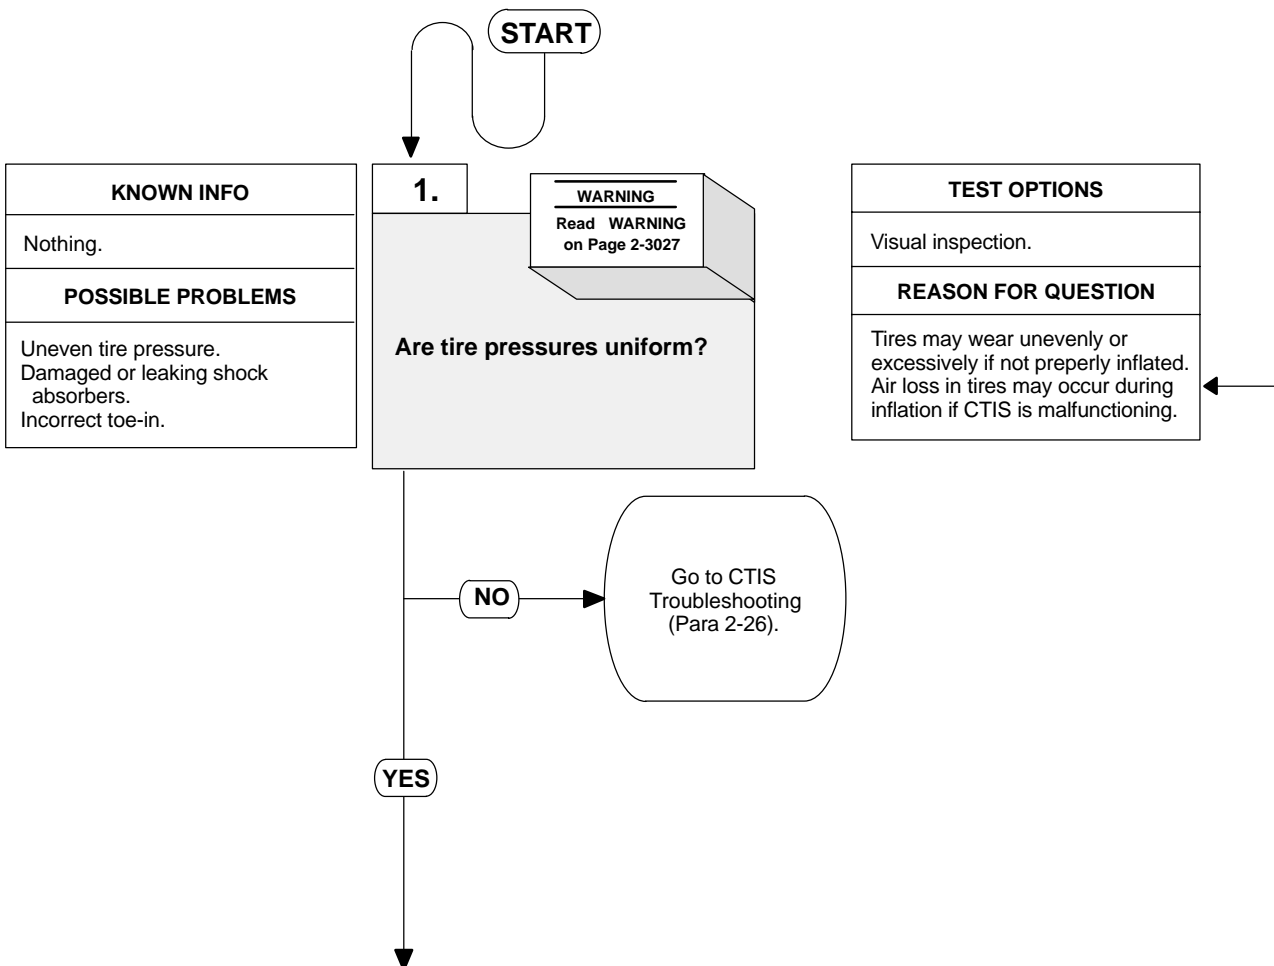 START
KNOWN INFO
Nothing.
POSSIBLE PROBLEMS
Uneven tire pressure.
Damaged or leaking shock
absorbers.
Incorrect toe-in.
1.
WARNING
Read WARNING
on Page 2-3027
Are tire pressures uniform?
TEST OPTIONS
Visual inspection.
REASON FOR QUESTION
Tires may wear unevenly or
excessively if not preperly inflated.
Air loss in tires may occur during
inflation if CTIS is malfunctioning.
NO
Go to CTIS
Troubleshooting
(Para 2-26).
YES